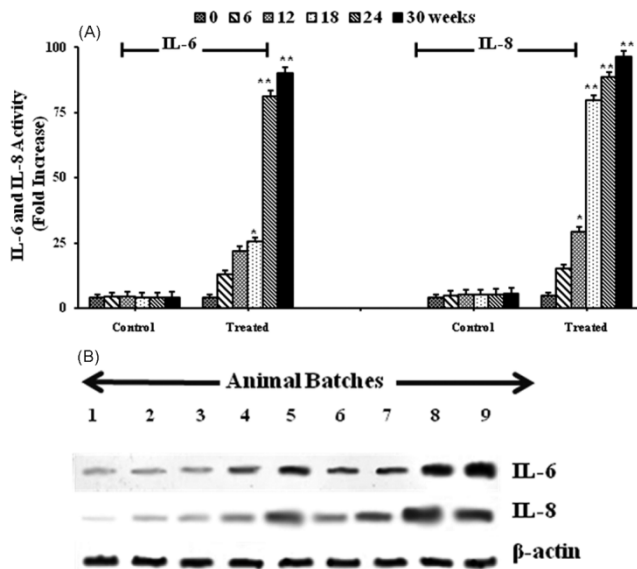 0 6 12 18 24 30 weeks
(A)
IL-6 IL-8
** ** ** ** **
* *
100
75
50
25
0
IL-6 and IL-8 Activity
(Fold Increase)
Control Treated Control Treated
(B)
Animal Batches
1 2 3 4 5 6 7 8 9
IL-6
IL-8
β-actin